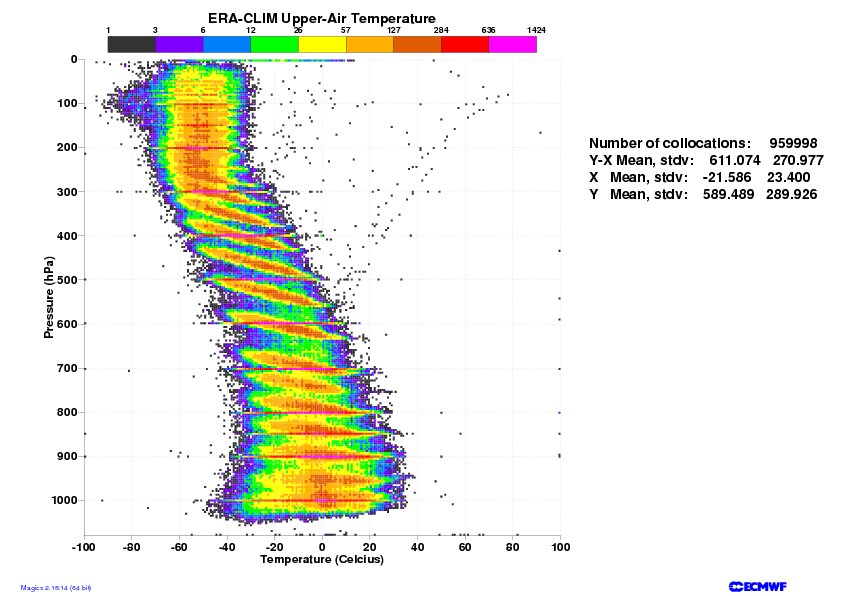 ERA-CLIM Upper-Air Temperature
1 3 6 12 26 57 127 284 636 1424
0
100
200
300
400
500
600
700
800
900
1000
Pressure (hPa)
-100 -80 -60 -40 -20 0 20 40 60 80 100
Temperature (Celcius)
Number of collocations: 959998
Y-X Mean, stdv: 611.074 270.977
X Mean, stdv: -21.586 23.400
Y Mean, stdv: 589.489 289.926
Magics 2.18.14 (64 bit)
ECMWF